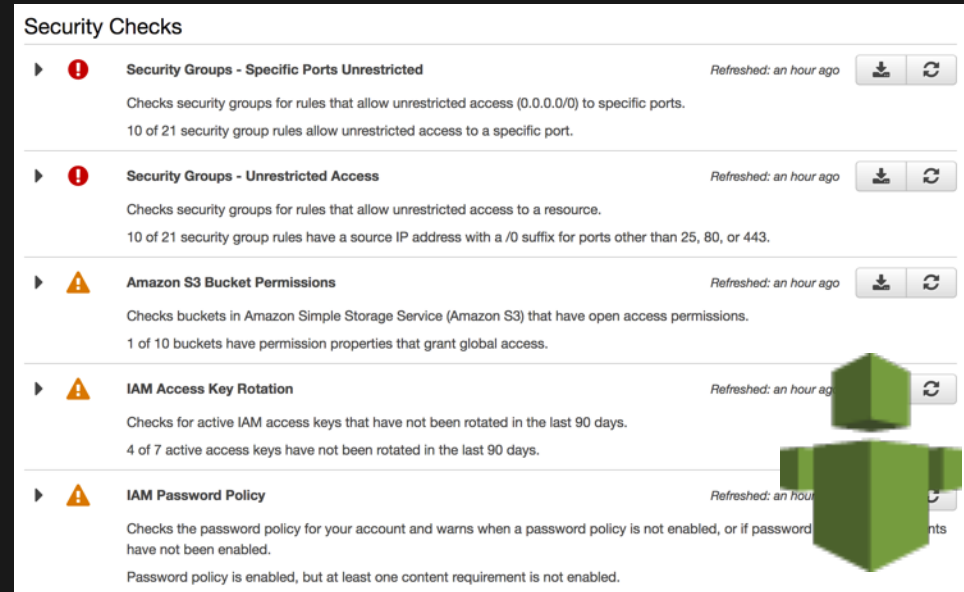 Security Checks
Security Groups - Specific Ports Unrestricted Refreshed: an hour ago
Checks security groups for rules that allow unrestricted access (0.0.0.0/0) to specific ports.
10 of 21 security group rules allow unrestricted access to a specific port.
Security Groups - Unrestricted Access Refreshed: an hour ago
Checks security groups for rules that allow unrestricted access to a resource.
10 of 21 security group rules have a source IP address with a /0 suffix for ports other than 25, 80, or 443.
Amazon S3 Bucket Permissions Refreshed: an hour ago
Checks buckets in Amazon Simple Storage Service (Amazon S3) that have open access permissions.
1 of 10 buckets have permission properties that grant global access.
IAM Access Key Rotation Refreshed: an hour
Checks for active IAM access keys that have not been rotated in the last 90 days.
4 of 7 active access keys have not been rotated in the last 90 days.
IAM Password Policy Refreshed: an
Checks the password policy for your account and warns when a password policy is not enabled, or if password
have not been enabled.
Password policy is enabled, but at least one content requirement is not enabled.